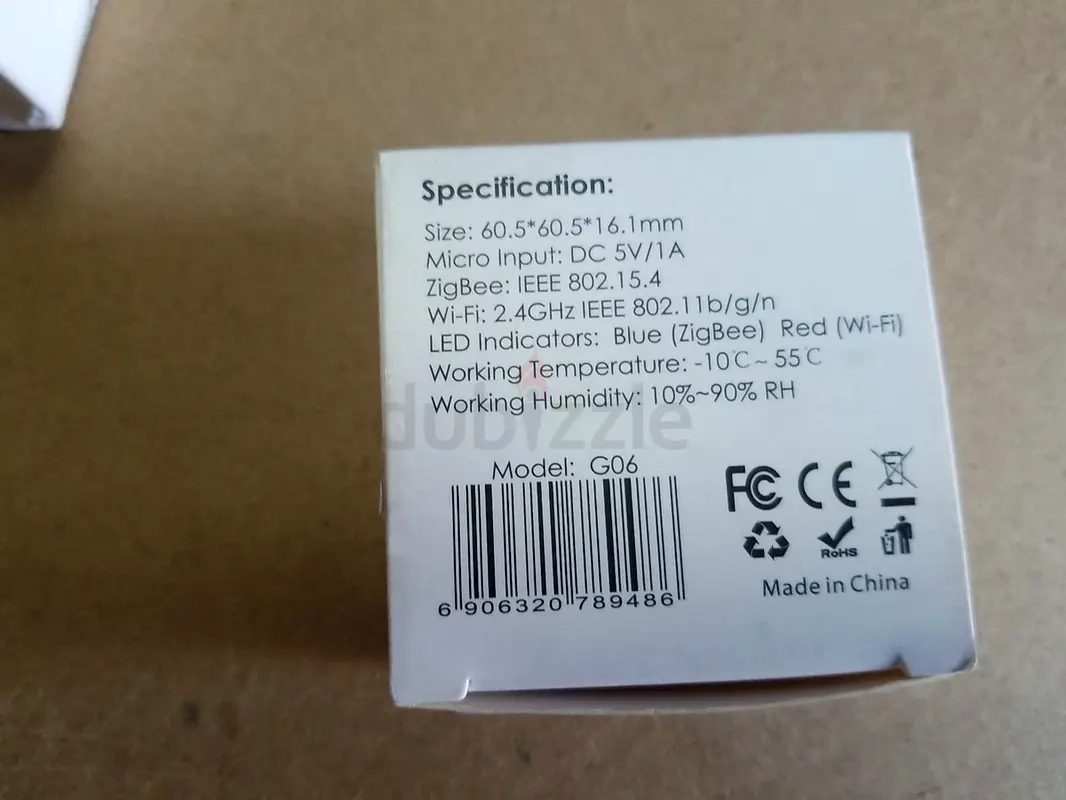 Specification:
Size: 60.5*60.5*16.1mm
Micro Input: DC 5V/1A
ZigBee: IEEE 802.15.4
Wi-Fi: 2.4GHz IEEE 802.11b/g/n
LED Indicators: Blue (ZigBee) Red (Wi-Fi)
Working Temperature: -10℃~ 55℃
Working Humidity: 10%~90% RH
dubizzle
Model: G06
FC CE
RoHS
6 906320 789486
Made in China